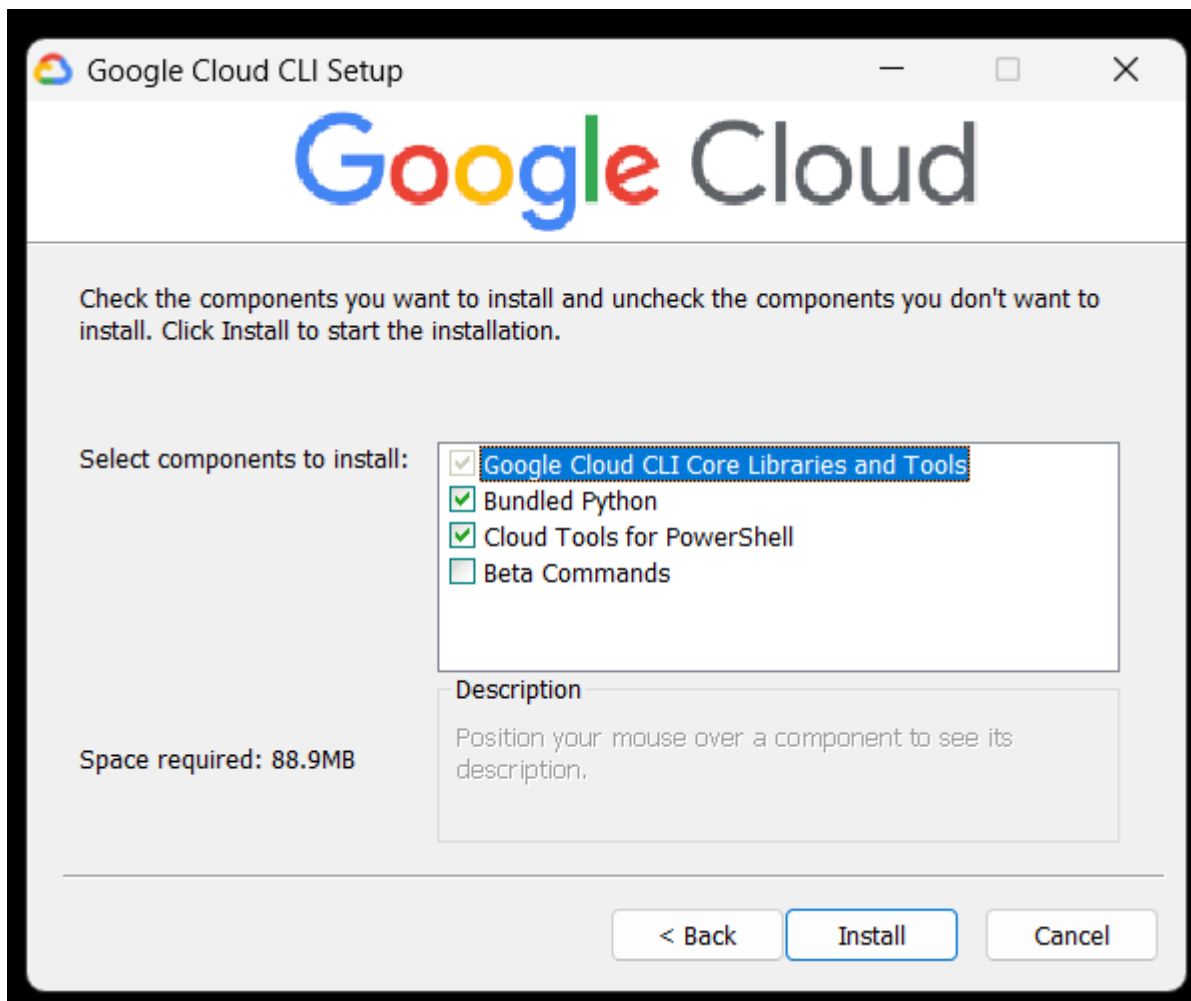 Google Cloud CLI Setup
Google Cloud
Check the components you want to install and uncheck the components you don't want to
install. Click Install to start the installation.
Select components to install:
Google Cloud CLI Core Libraries and Tools
Bundled Python
Cloud Tools for PowerShell
Beta Commands
Description
Position your mouse over a component to see its
description.
Space required: 88.9MB
< Back
Install
Cancel